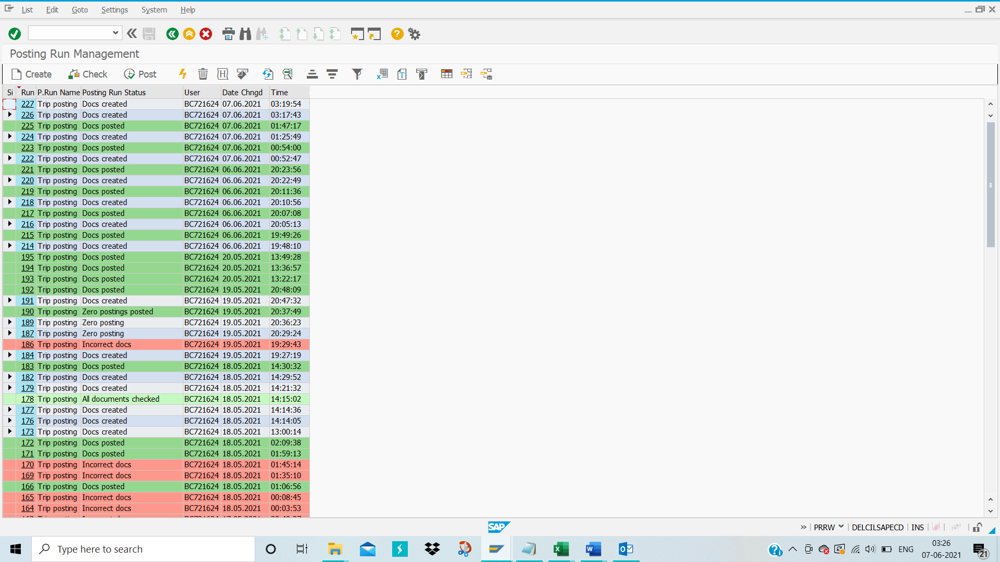 List Edit Goto Settings System Help
Posting Run Management
Create Check Post
Si Run P.Run Name Posting Run Status User Date Chngd Time
227 Trip posting Docs created BC721624 07.06.2021 03:19:54
226 Trip posting Docs created BC721624 07.06.2021 03:17:43
225 Trip posting Docs posted BC721624 07.06.2021 01:47:17
224 Trip posting Docs created BC721624 07.06.2021 01:25:49
223 Trip posting Docs posted BC721624 07.06.2021 00:54:00
222 Trip posting Docs created BC721624 07.06.2021 00:52:47
221 Trip posting Docs posted BC721624 06.06.2021 20:23:56
220 Trip posting Docs created BC721624 06.06.2021 20:22:49
219 Trip posting Docs posted BC721624 06.06.2021 20:11:36
218 Trip posting Docs created BC721624 06.06.2021 20:10:56
217 Trip posting Docs posted BC721624 06.06.2021 20:07:08
216 Trip posting Docs created BC721624 06.06.2021 20:05:13
215 Trip posting Docs posted BC721624 06.06.2021 19:49:26
214 Trip posting Docs created BC721624 06.06.2021 19:48:10
195 Trip posting Docs posted BC721624 20.05.2021 13:49:28
194 Trip posting Docs posted BC721624 20.05.2021 13:36:57
193 Trip posting Docs posted BC721624 20.05.2021 13:22:17
192 Trip posting Docs posted BC721624 19.05.2021 20:48:09
191 Trip posting Docs created BC721624 19.05.2021 20:47:32
190 Trip posting Zero postings posted BC721624 19.05.2021 20:37:49
189 Trip posting Zero posting BC721624 19.05.2021 20:36:23
187 Trip posting Zero posting BC721624 19.05.2021 20:29:24
186 Trip posting Incorrect docs BC721624 19.05.2021 19:29:43
184 Trip posting Docs created BC721624 19.05.2021 19:27:19
183 Trip posting Docs posted BC721624 18.05.2021 14:30:32
182 Trip posting Docs created BC721624 18.05.2021 14:29:52
179 Trip posting Docs created BC721624 18.05.2021 14:21:32
178 Trip posting All documents checked BC721624 18.05.2021 14:15:02
177 Trip posting Docs created BC721624 18.05.2021 14:14:36
176 Trip posting Docs created BC721624 18.05.2021 14:14:05
173 Trip posting Docs created BC721624 18.05.2021 13:00:14
172 Trip posting Docs posted BC721624 18.05.2021 02:09:38
171 Trip posting Docs posted BC721624 18.05.2021 01:59:13
170 Trip posting Incorrect docs BC721624 18.05.2021 01:45:14
169 Trip posting Incorrect docs BC721624 18.05.2021 01:35:10
166 Trip posting Docs posted BC721624 18.05.2021 01:06:56
165 Trip posting Incorrect docs BC721624 18.05.2021 00:08:45
164 Trip posting Incorrect docs BC721624 18.05.2021 00:03:53
SAP
PRRW DELCILSAPECD INS
Type here to search
ENG
03:26
07-06-2021
21